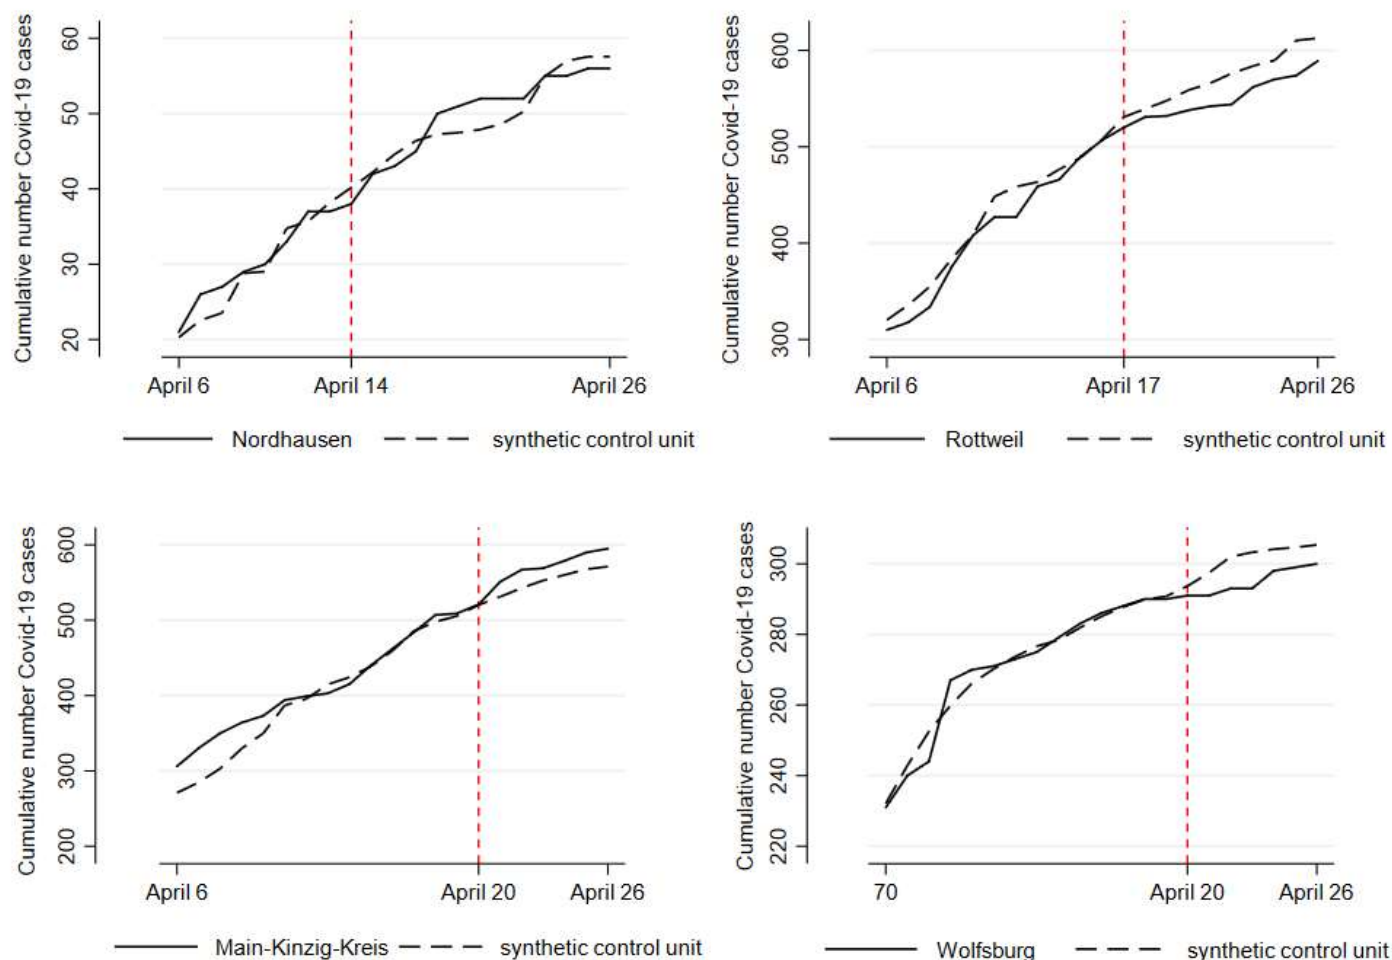 Cumulative number Covid-19 cases
60
50
40
30
20
April 6
April 14
April 26
Nordhausen
synthetic control unit
Cumulative number Covid-19 cases
600
500
400
300
April 6
April 17
April 26
Rottweil
synthetic control unit
Cumulative number Covid-19 cases
600
500
400
300
200
April 6
April 20
April 26
Main-Kinzig-Kreis
synthetic control unit
Cumulative number Covid-19 cases
300
280
260
240
220
70
April 20
April 26
Wolfsburg
synthetic control unit